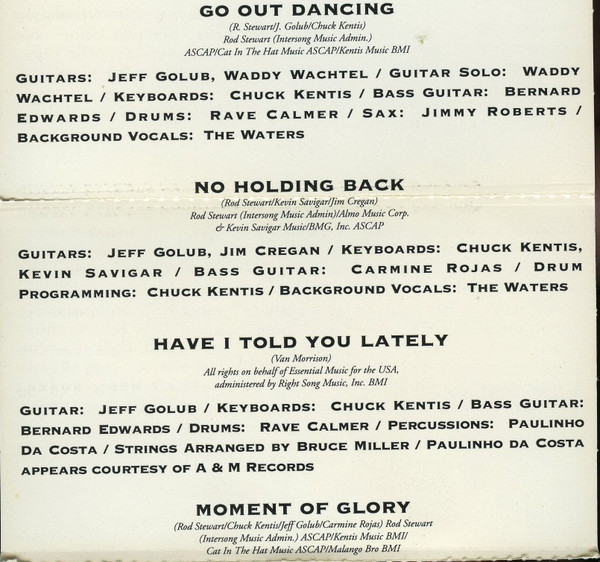 GO OUT DANCING
(R. Stewart/J. Golub/Chuck Kentis)
Rod Stewart (Intersong Music Admin.)
ASCAP/Cat In The Hat Music ASCAP/Kentis Music BMI
GUITARS: JEFF GOLUB, WADDY WACHTEL / GUITAR SOLO: WADDY
WACHTEL / KEYBOARDS: CHUCK KENTIS / BASS GUITAR: BERNARD
EDWARDS / DRUMS: RAVE CALMER / SAX: JIMMY ROBERTS /
BACKGROUND VOCALS: THE WATERS
NO HOLDING BACK
(Rod Stewart/Kevin Savigar/Jim Cregan)
Rod Stewart (Intersong Music Admin)/Almo Music Corp.
& Kevin Savigar Music/BMG, Inc. ASCAP
GUITARS: JEFF GOLUB, JIM CREGAN / KEYBOARDS: CHUCK KENTIS,
KEVIN SAVIGAR / BASS GUITAR: CARMINE ROJAS / DRUM
PROGRAMMING: CHUCK KENTIS / BACKGROUND VOCALS: THE WATERS
HAVE I TOLD YOU LATELY
(Van Morrison)
All rights on behalf of Essential Music for the USA,
administered by Right Song Music, Inc. BMI
GUITAR: JEFF GOLUB / KEYBOARDS: CHUCK KENTIS / BASS GUITAR:
BERNARD EDWARDS / DRUMS: RAVE CALMER / PERCUSSIONS: PAULINHO
DA COSTA / STRINGS ARRANGED BY BRUCE MILLER / PAULINHO DA COSTA
APPEARS COURTESY OF A & M RECORDS
MOMENT OF GLORY
(Rod Stewart/Chuck Kentis/Jeff Golub/Carmine Rojas) Rod Stewart
(Intersong Music Admin.) ASCAP/Kentis Music BMI/
Cat In The Hat Music ASCAP/Malango Bro BMI